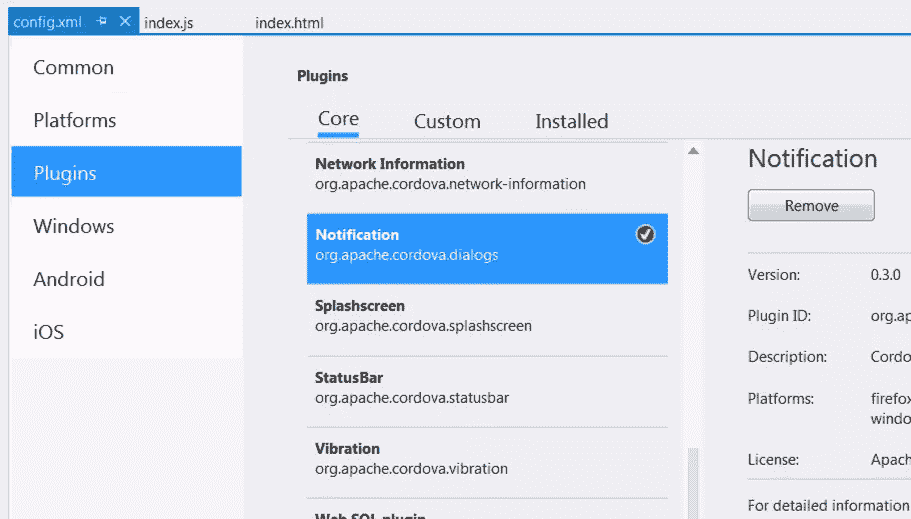 config.xml
index.js
index.html
Common
Platforms
Plugins
Windows
Android
iOS
Plugins
Core
Custom
Installed
Network Information
org.apache.cordova.network-information
Notification
org.apache.cordova.dialogs
Splashscreen
org.apache.cordova.splashscreen
StatusBar
org.apache.cordova.statusbar
Vibration
org.apache.cordova.vibration
Web SQL plugin
Notification
Remove
Version: 0.3.0
Plugin ID: org.ap
Description: Cordo
Platforms: firefox
windo
License: Apach
For detailed information